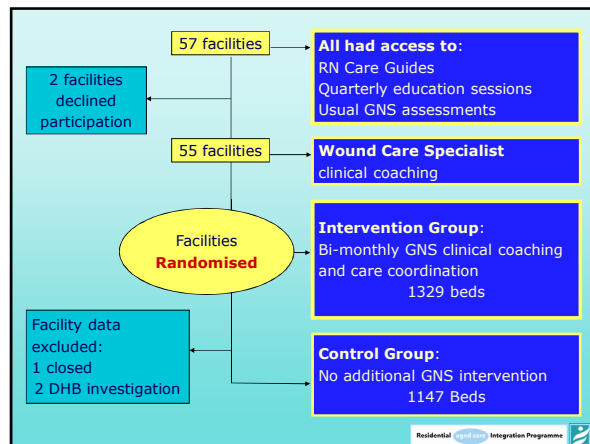 57 facilities
All had access to:
RN Care Guides
Quarterly education sessions
Usual GNS assessments
2 facilities
declined
participation
55 facilities
Wound Care Specialist
clinical coaching
Facilities
Randomised
Intervention Group:
Bi-monthly GNS clinical coaching
and care coordination
1329 beds
Facility data
excluded:
1 closed
2 DHB investigation
Control Group:
No additional GNS intervention
1147 Beds
Residential aged care Integration Programme